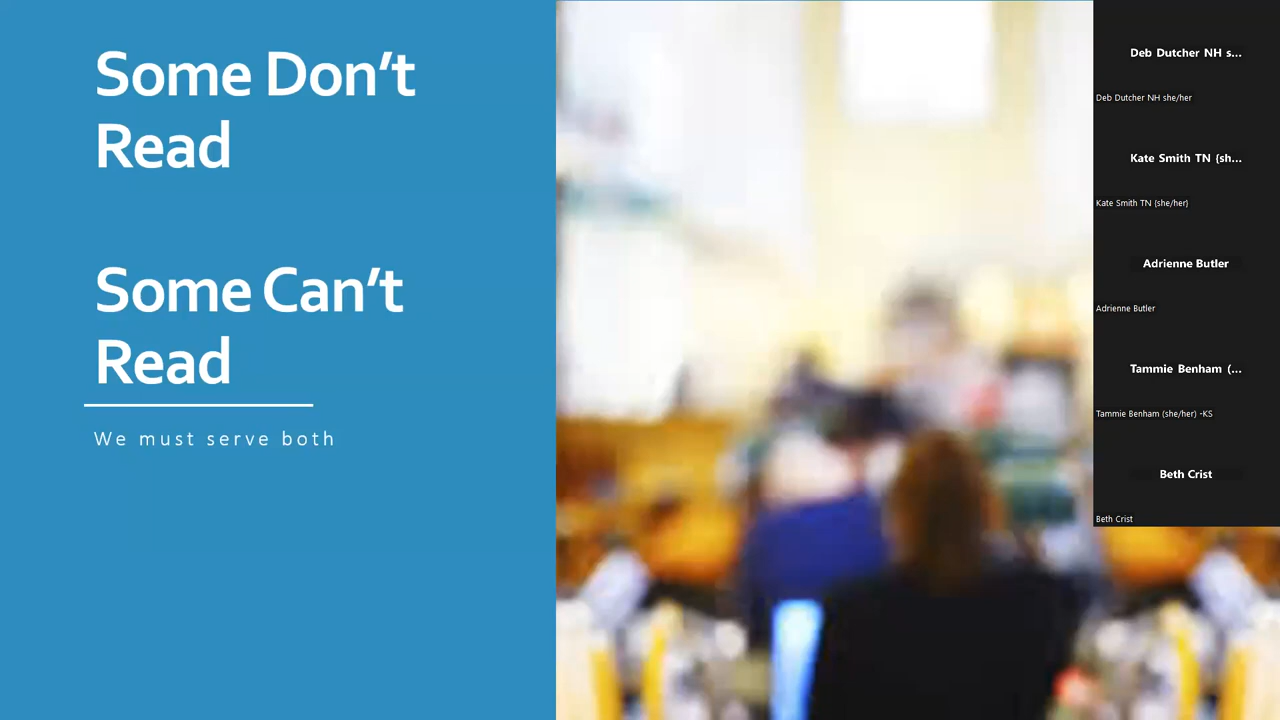 Some Don't
Read
Some Can't
Read
We must serve both
Deb Dutcher NH s...
Deb Dutcher NH she/her
Kate Smith TN (sh...
Kate Smith TN (she/her)
Adrienne Butler
Adrienne Butler
Tammie Benham (...
Tammie Benham (she/her) -KS
Beth Crist
Beth Crist